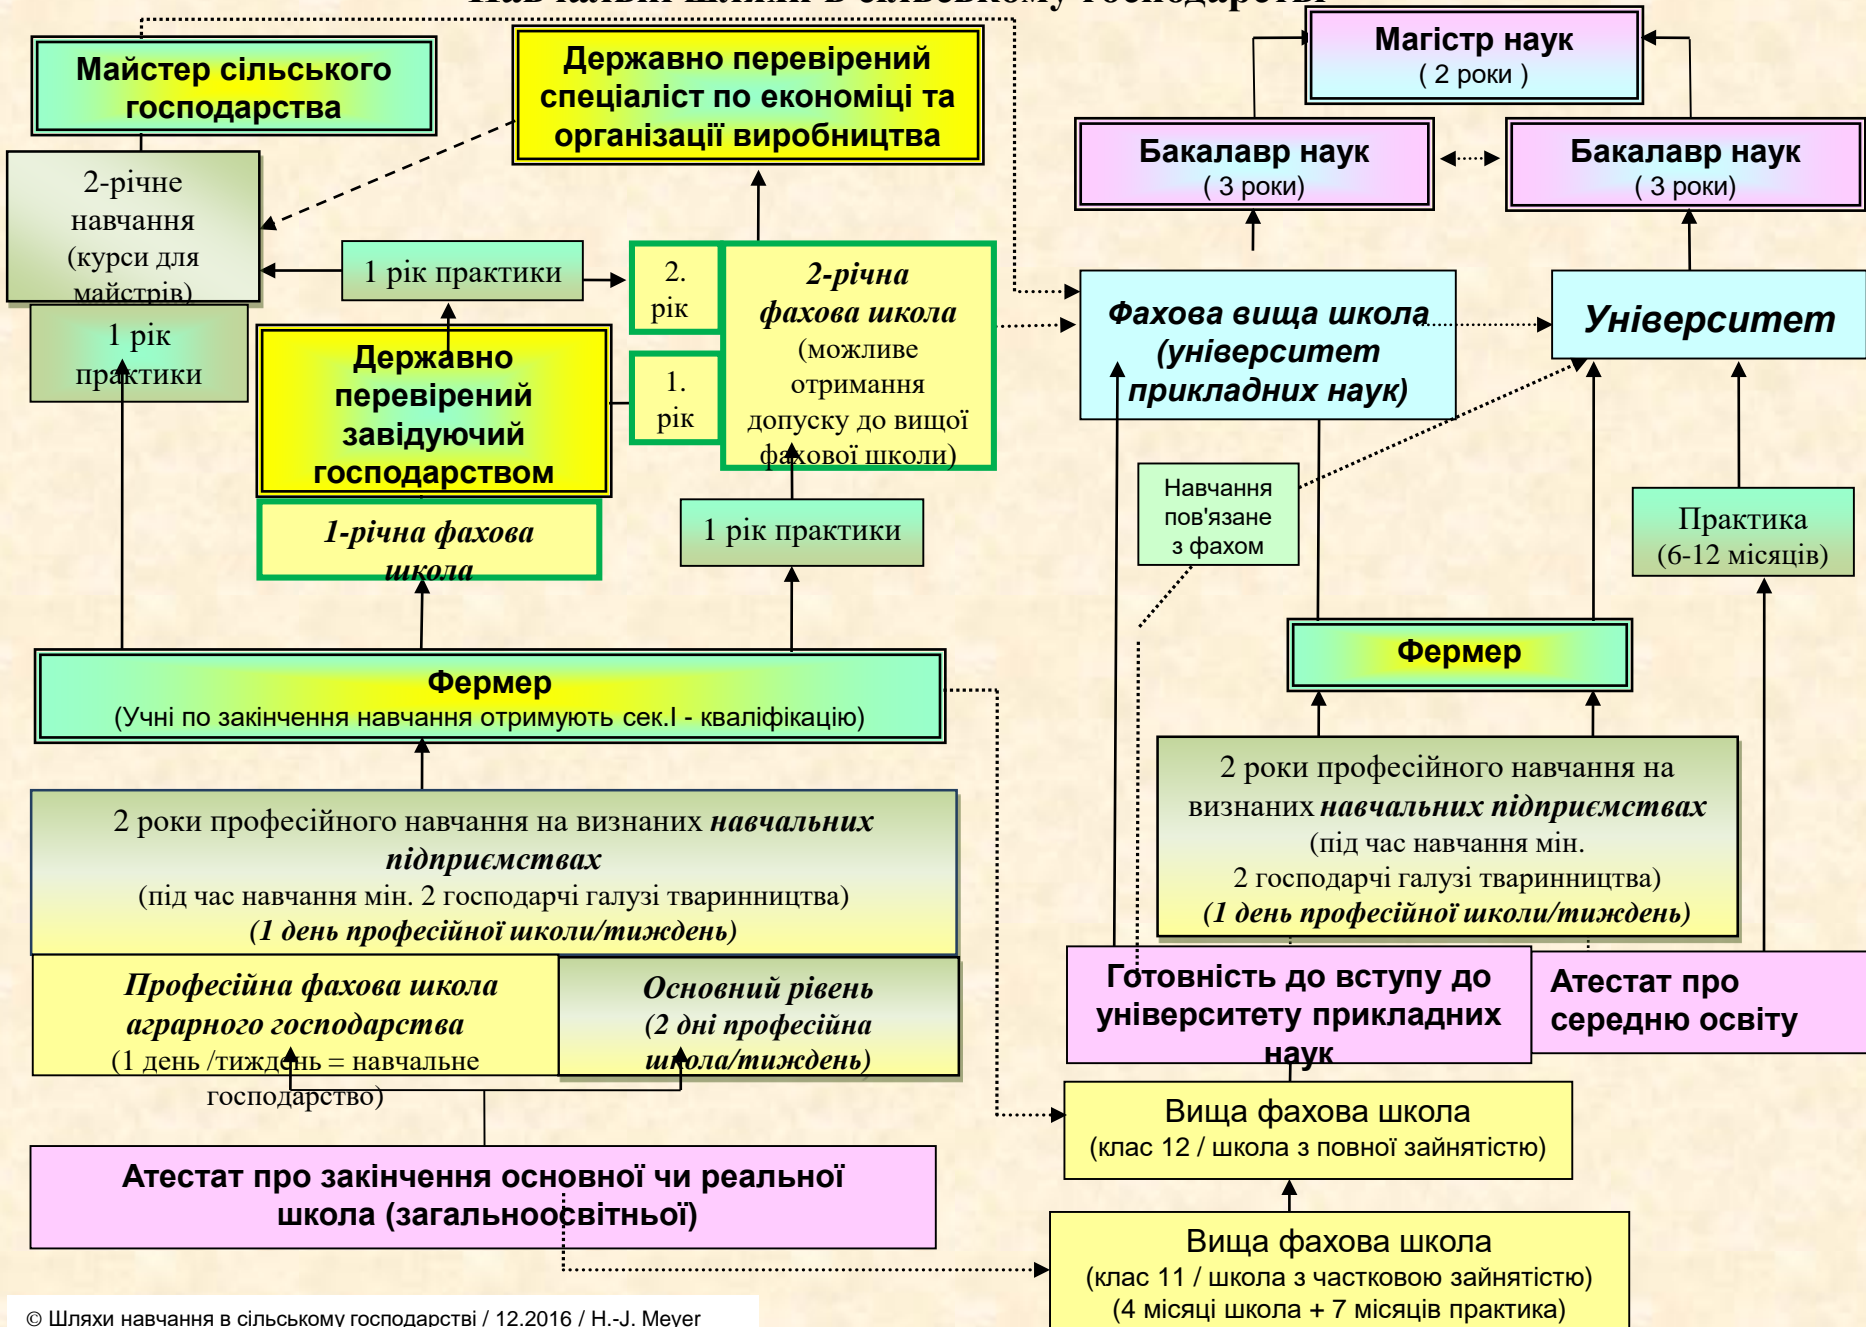 Навчальні шляхи в сільському господарстві
Майстер сільського
господарства
Державно перевірений
спеціаліст по економіці та
організації виробництва
Магістр наук
( 2 роки )
Бакалавр наук
( 3 роки)
Бакалавр наук
( 3 роки)
2-річне
навчання
(курси для
майстрів)
1 рік
практики
1 рік практики
2.
рік
1.
рік
2-річна
фахова школа
(можливе
отримання
допуску до вищої
фахової школи)
Фахова вища школа
(університет
прикладних наук)
Університет
Державно
перевірений
завідуючий
господарством
1-річна фахова
школа
1 рік практики
Навчання
пов'язане
з фахом
Практика
(6-12 місяців)
Фермер
(Учні по закінчення навчання отримують сек.І - кваліфікацію)
Фермер
2 роки професійного навчання на визнаних навчальних
підприємствах
(під час навчання мін. 2 господарчі галузі тваринництва)
(1 день професійної школи/тиждень)
2 роки професійного навчання на
визнаних навчальних підприємствах
(під час навчання мін.
2 господарчі галузі тваринництва)
(1 день професійної школи/тиждень)
Професійна фахова школа
аграрного господарства
(1 день /тиждень = навчальне
господарство)
Основний рівень
(2 дні професійна
школа/тиждень)
Готовність до вступу до
університету прикладних
наук
Атестат про
середню освіту
Вища фахова школа
(клас 12 / школа з повної зайнятістю)
Атестат про закінчення основної чи реальної
школа (загальноосвітньої)
Вища фахова школа
(клас 11 / школа з частковою зайнятістю)
(4 місяці школа + 7 місяців практика)
© Шляхи навчання в сільському господарстві / 12.2016 / H.-J. Meyer